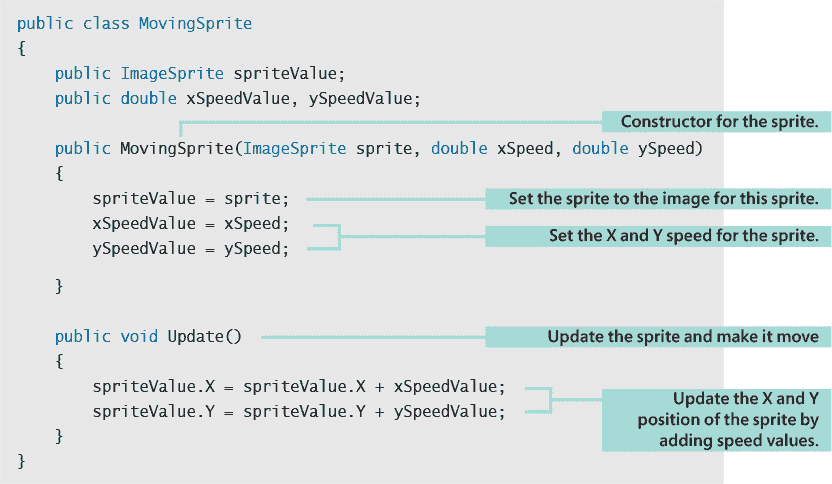 public class MovingSprite
{
    public ImageSprite spriteValue;
    public double xSpeedValue, ySpeedValue;
Constructor for the sprite.
    public MovingSprite(ImageSprite sprite, double xSpeed, double ySpeed)
    {
        spriteValue = sprite;
Set the sprite to the image for this sprite.
        xSpeedValue = xSpeed;
        ySpeedValue = ySpeed;
Set the X and Y speed for the sprite.
    }
    public void Update()
Update the sprite and make it move
    {
        spriteValue.X = spriteValue.X + xSpeedValue;
        spriteValue.Y = spriteValue.Y + ySpeedValue;
Update the X and Y
position of the sprite by
adding speed values.
    }
}